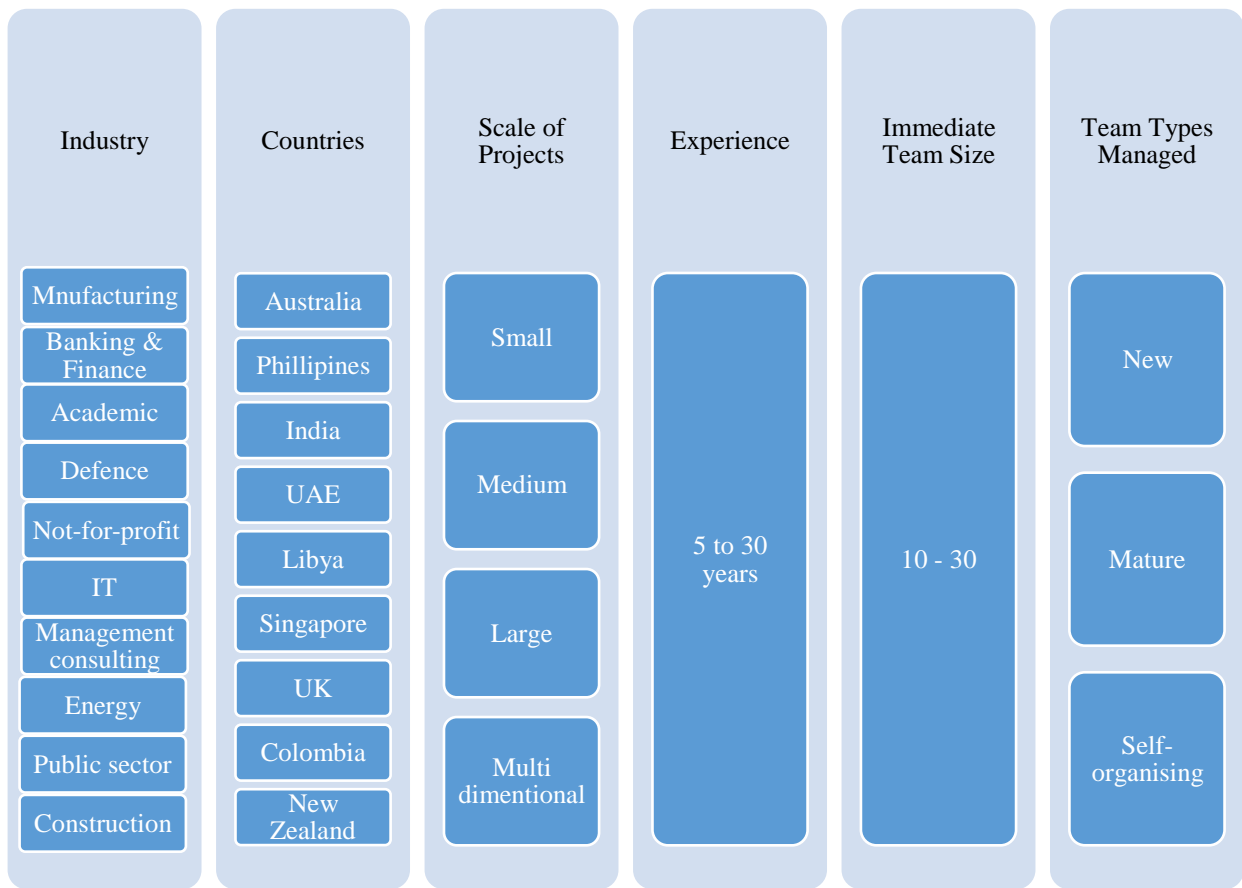 Industry
Mnufacturing
Banking &
Finance
Academic
Defence
Not-for-profit
IT
Management
consulting
Energy
Public sector
Construction
Countries
Australia
Phillipines
India
UAE
Libya
Singapore
UK
Colombia
New
Zealand
Scale of
Projects
Small
Medium
Large
Multi
dimentional
Experience
5 to 30
years
Immediate
Team Size
10 - 30
Team Types
Managed
New
Mature
Self-
organising